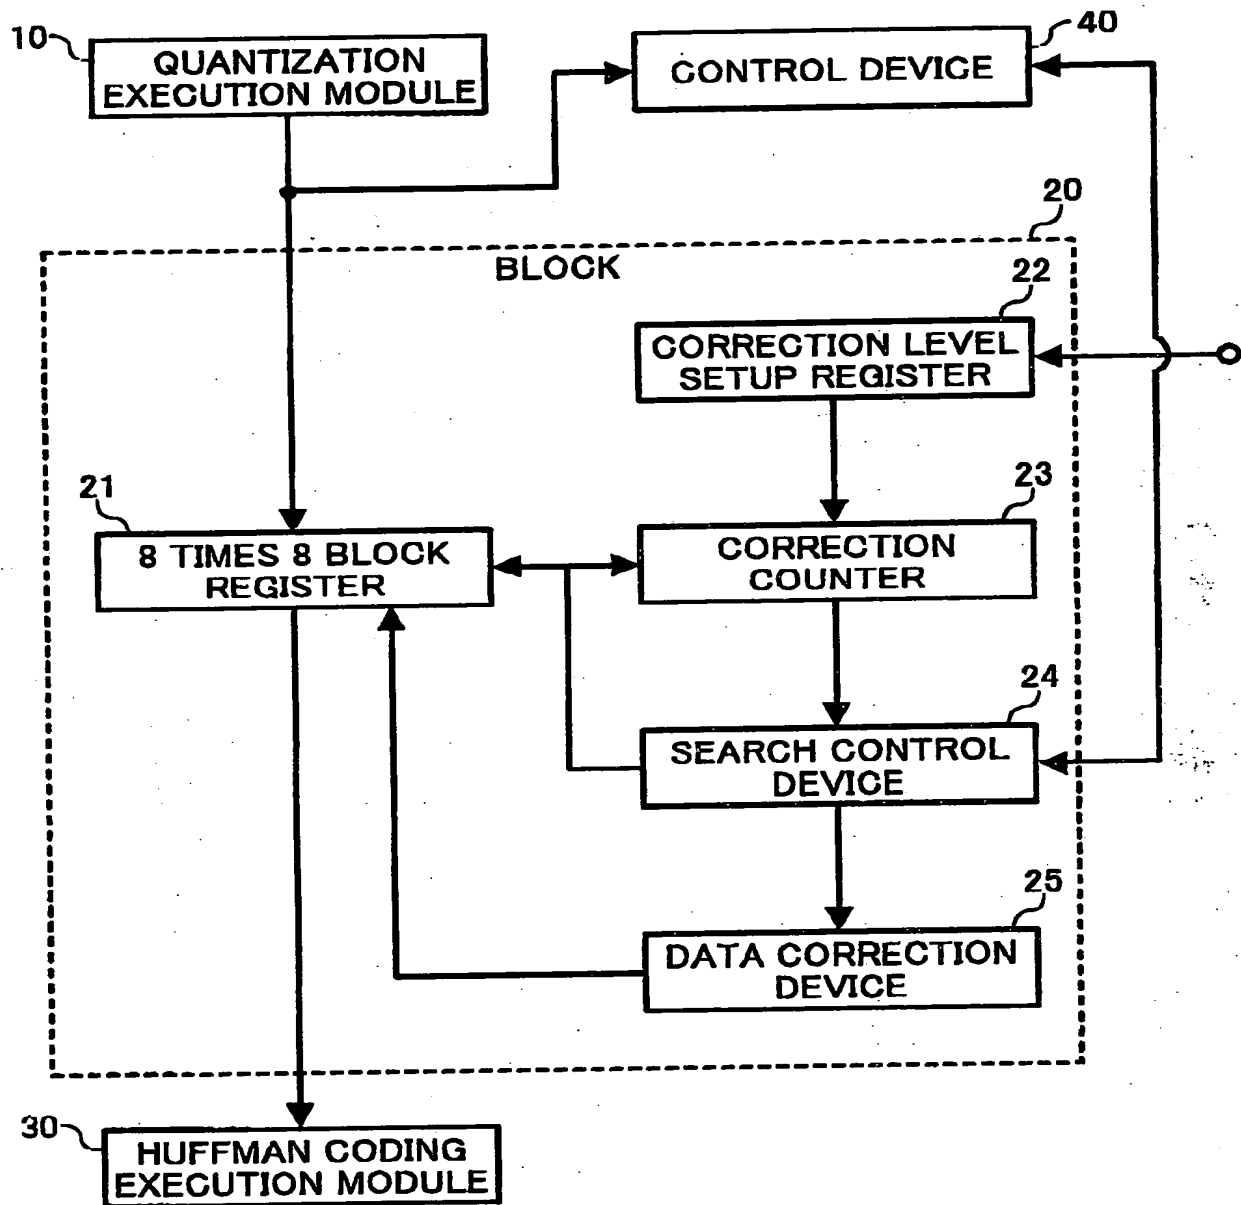 10
QUANTIZATION
EXECUTION MODULE
40
CONTROL DEVICE
20
BLOCK
22
CORRECTION LEVEL
SETUP REGISTER
21
8 TIMES 8 BLOCK
REGISTER
23
CORRECTION
COUNTER
24
SEARCH CONTROL
DEVICE
25
DATA CORRECTION
DEVICE
30
HUFFMAN CODING
EXECUTION MODULE